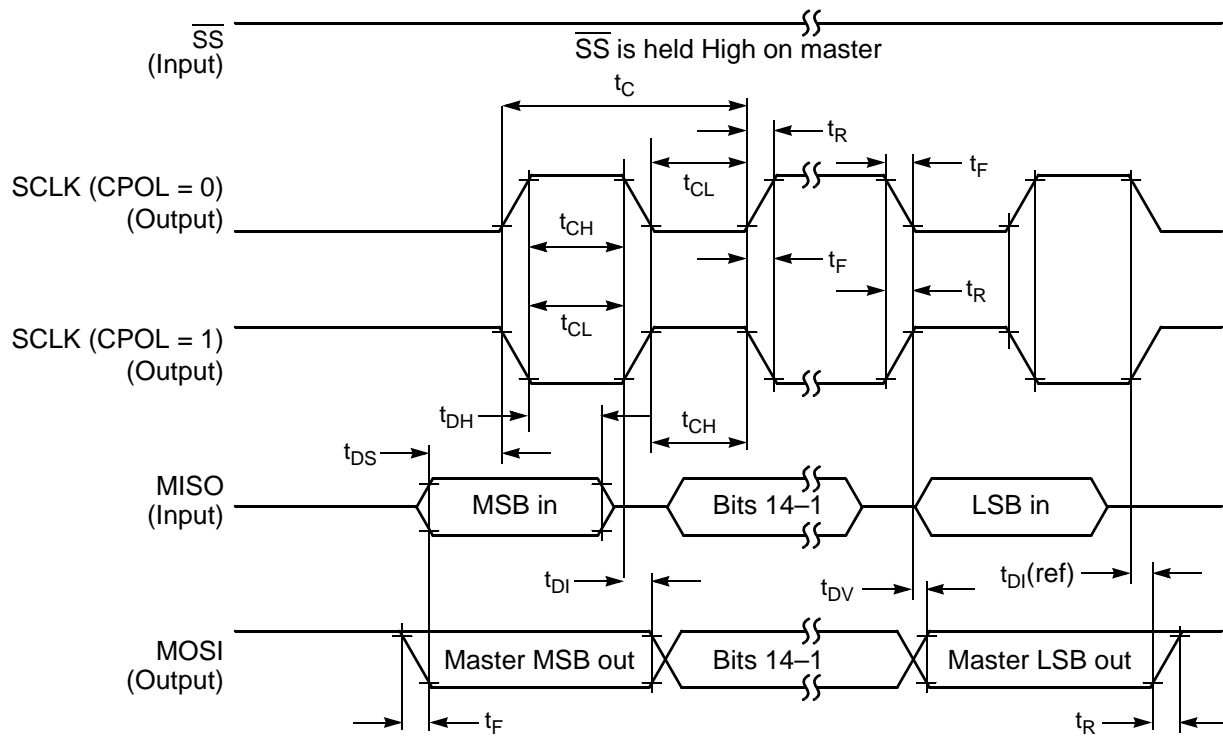 SS
(Input)
SS is held High on master
tC
tR
tF
SCLK (CPOL = 0)
(Output)
tCL
tCH
tF
tR
tCL
SCLK (CPOL = 1)
(Output)
tDH
tCH
tDS
MISO
(Input)
MSB in
Bits 14–1
LSB in
tDI
tDV
tDI(ref)
MOSI
(Output)
Master MSB out
Bits 14–1
Master LSB out
tF
tR